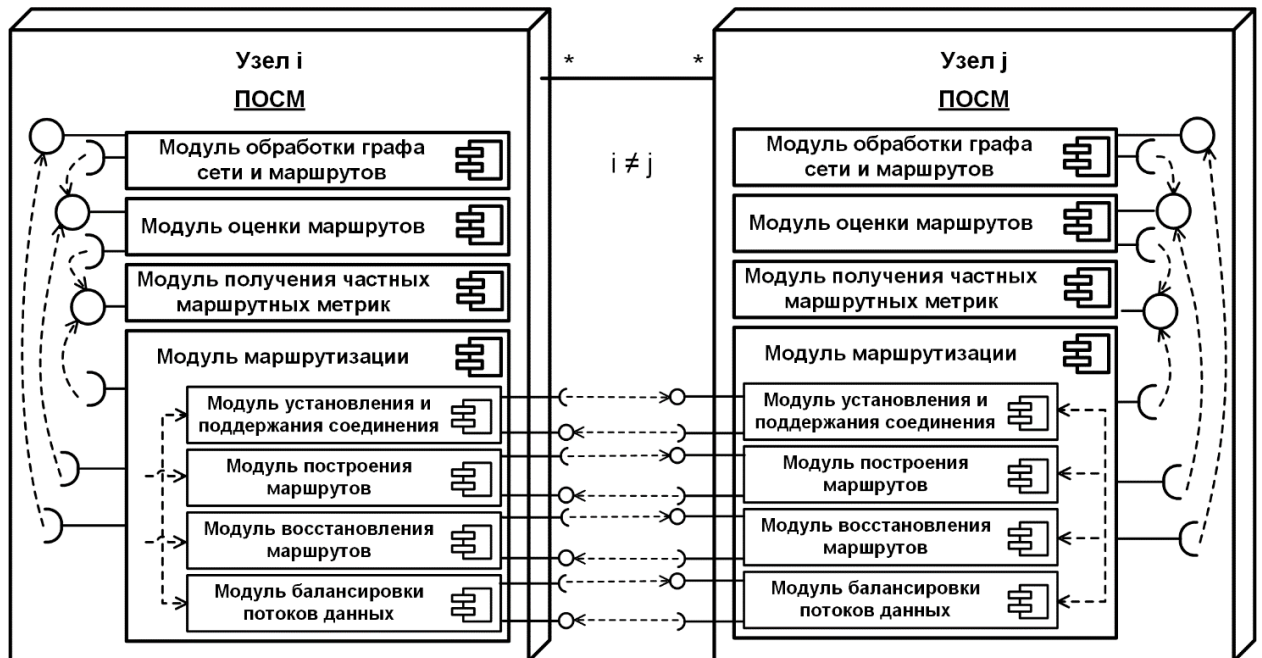 Узел i
ПОСМ
Модуль обработки графа
сети и маршрутов
Модуль оценки маршрутов
Модуль получения частных
маршрутных метрик
Модуль маршрутизации
Модуль установления и
поддержания соединения
Модуль построения
маршрутов
Модуль восстановления
маршрутов
Модуль балансировки
потоков данных
* *
i ≠ j
Узел j
ПОСМ
Модуль обработки графа
сети и маршрутов
Модуль оценки маршрутов
Модуль получения частных
маршрутных метрик
Модуль маршрутизации
Модуль установления и
поддержания соединения
Модуль построения
маршрутов
Модуль восстановления
маршрутов
Модуль балансировки
потоков данных